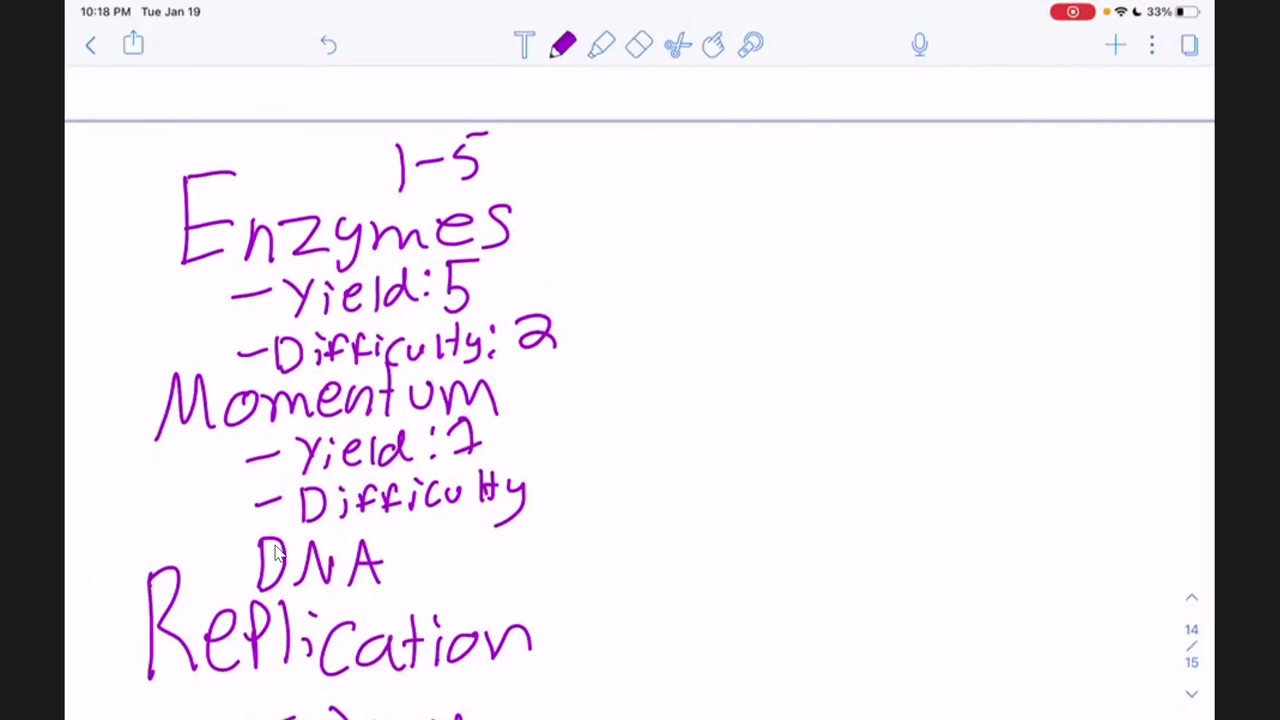 10:18 PM Tue Jan 19
33%
1-5
Enzymes
- Yield: 5
- Difficulty: 2
Momentum
- Yield: 1
- Difficulty
DNA
Replication
14
/
15